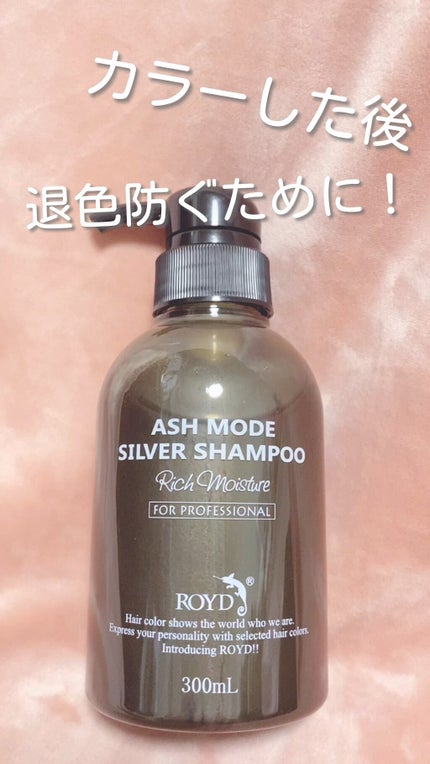 カラーした後
退色防ぐために！
ASH MODE
SILVER SHAMPOO
Rich Moisture
FOR PROFESSIONAL
ROYD®
Hair color shows the world who we are.
Express your personality with selected hair colors.
Introducing ROYD!!
300mL